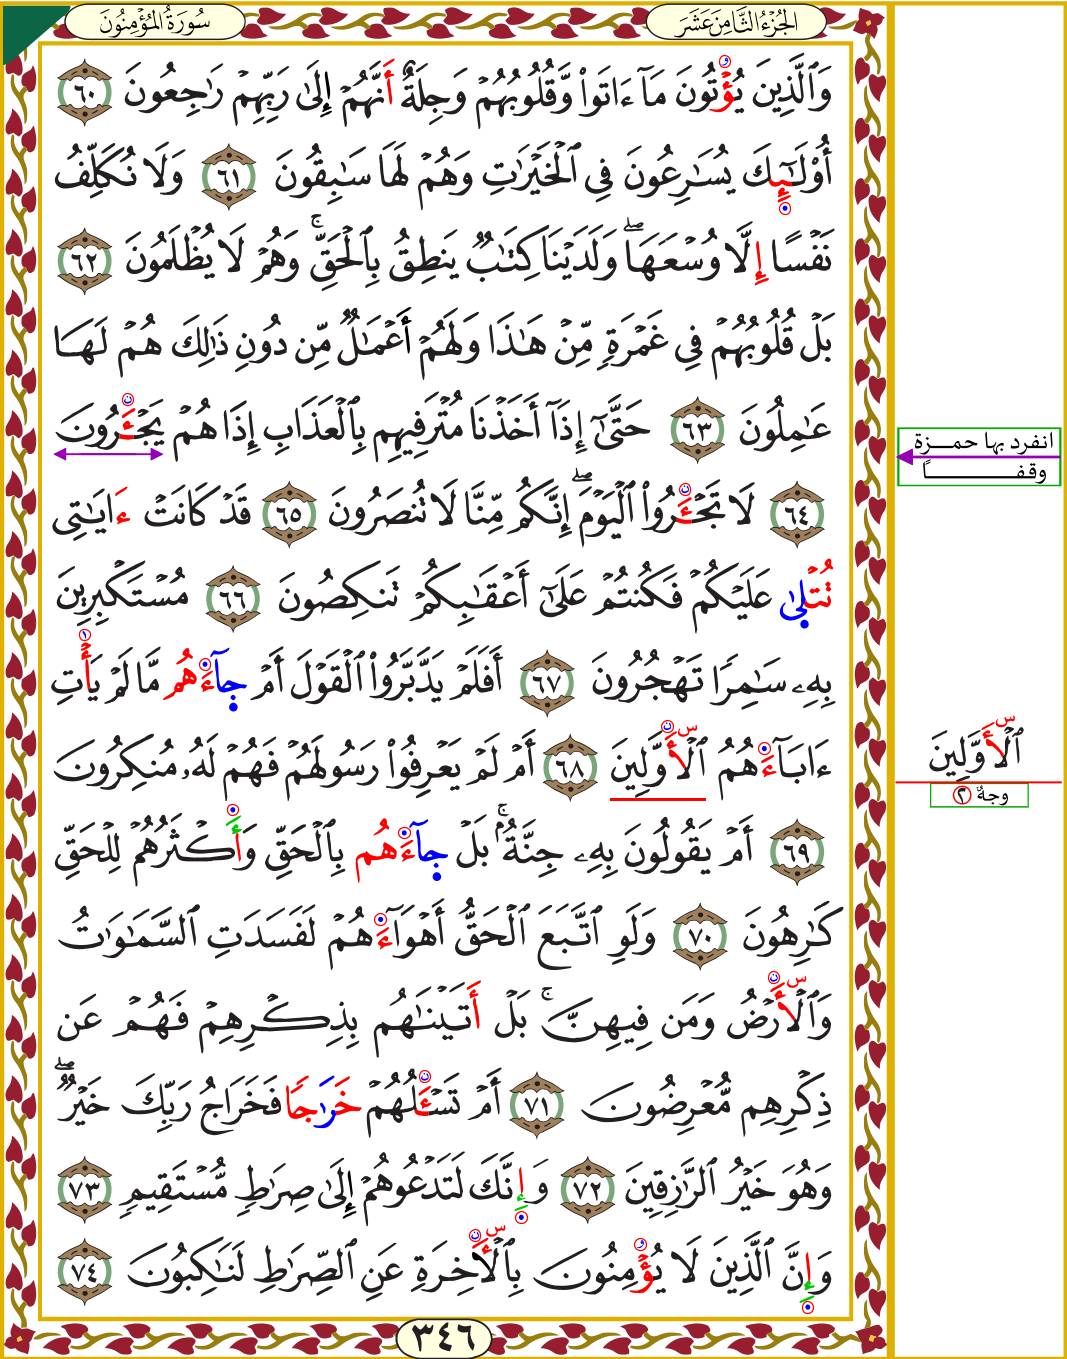 الجُزْءُ الثَّامِنَ عَشَرَ
سُورَةُ المُؤْمِنُونَ
وَٱلَّذِينَ يُؤْتُونَ مَآ ءَاتَوا۟ وَّقُلُوبُهُمْ وَجِلَةٌ أَنَّهُمْ إِلَىٰ رَبِّهِمْ رَٰجِعُونَ ٦٠
أُو۟لَـٰٓئِكَ يُسَـٰرِعُونَ فِى ٱلْخَيْرَٰتِ وَهُمْ لَهَا سَـٰبِقُونَ ٦١ وَلَا نُكَلِّفُ
نَفْسًا إِلَّا وُسْعَهَا ۖ وَلَدَيْنَا كِتَـٰبٌ يَنطِقُ بِٱلْحَقِّ ۚ وَهُمْ لَا يُظْلَمُونَ ٦٢
بَلْ قُلُوبُهُمْ فِى غَمْرَةٍ مِّنْ هَـٰذَا وَلَهُمْ أَعْمَـٰلٌ مِّن دُونِ ذَٰلِكَ هُمْ لَهَا
عَـٰمِلُونَ ٦٣ حَتَّىٰٓ إِذَآ أَخَذْنَا مُتْرَفِيهِم بِٱلْعَذَابِ إِذَا هُمْ يَجْـَٔرُونَ
٦٤ لَا تَجْـَٔرُوا۟ ٱلْيَوْمَ ۖ إِنَّكُم مِّنَّا لَا تُنصَرُونَ ٦٥ قَدْ كَانَتْ ءَايَـٰتِى
تُتْلَىٰ عَلَيْكُمْ فَكُنتُمْ عَلَىٰٓ أَعْقَـٰبِكُمْ تَنكِصُونَ ٦٦ مُسْتَكْبِرِينَ
بِهِۦ سَـٰمِرًا تَهْجُرُونَ ٦٧ أَفَلَمْ يَدَّبَّرُوا۟ ٱلْقَوْلَ أَمْ جَآءَهُم مَّا لَمْ يَأْتِ
ءَابَآءَهُمُ ٱلْأَوَّلِينَ ٦٨ أَمْ لَمْ يَعْرِفُوا۟ رَسُولَهُمْ فَهُمْ لَهُۥ مُنكِرُونَ
٦٩ أَمْ يَقُولُونَ بِهِۦ جِنَّةٌۢ ۚ بَلْ جَآءَهُم بِٱلْحَقِّ وَأَكْثَرُهُمْ لِلْحَقِّ
كَـٰرِهُونَ ٧٠ وَلَوِ ٱتَّبَعَ ٱلْحَقُّ أَهْوَآءَهُمْ لَفَسَدَتِ ٱلسَّمَـٰوَٰتُ
وَٱلْأَرْضُ وَمَن فِيهِنَّ ۚ بَلْ أَتَيْنَـٰهُم بِذِكْرِهِمْ فَهُمْ عَن
ذِكْرِهِم مُّعْرِضُونَ ٧١ أَمْ تَسْـَٔلُهُمْ خَرَٰجًا فَخَرَاجُ رَبِّكَ خَيْرٌ ۖ
وَهُوَ خَيْرُ ٱلرَّٰزِقِينَ ٧٢ وَإِنَّكَ لَتَدْعُوهُمْ إِلَىٰ صِرَٰطٍ مُّسْتَقِيمٍ ٧٣
وَإِنَّ ٱلَّذِينَ لَا يُؤْمِنُونَ بِٱلْأَخِرَةِ عَنِ ٱلصِّرَٰطِ لَنَـٰكِبُونَ ٧٤
٣٤٦
انفرد بها حمـــزة
وقفـــــاً
س
ٱلْأَوَّلِينَ
وجهٌ ٢